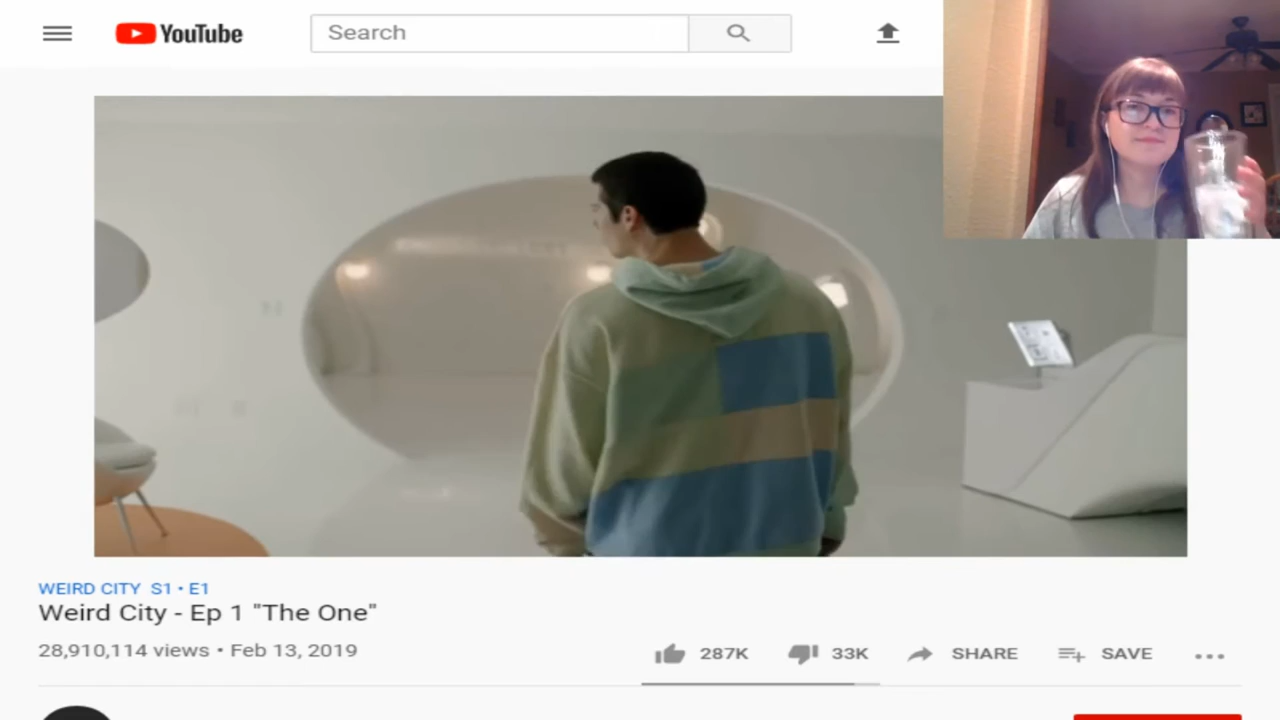 YouTube
Search
WEIRD CITY S1 • E1
Weird City - Ep 1 "The One"
28,910,114 views • Feb 13, 2019
287K
33K
SHARE
SAVE